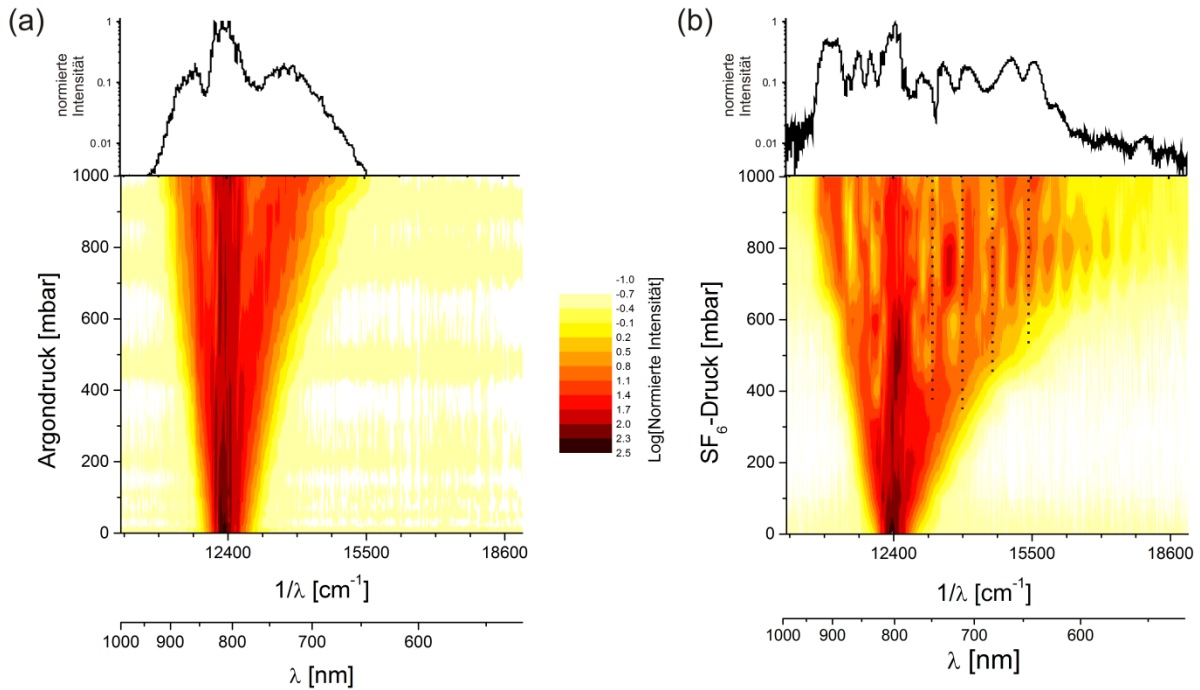 (a)
normierte
Intensität
1
0.1
0.01
1000
800
600
400
200
0
Argondruck [mbar]
12400 15500 18600
1/λ [cm⁻¹]
1000 900 800 700 600
λ [nm]
-1.0
-0.7
-0.4
-0.1
0.2
0.5
0.8
1.1
1.4
1.7
2.0
2.3
2.5
Log[Normierte Intensität]
(b)
normierte
Intensität
1
0.1
0.01
1000
800
600
400
200
0
SF₆-Druck [mbar]
12400 15500 18600
1/λ [cm⁻¹]
1000 900 800 700 600
λ [nm]